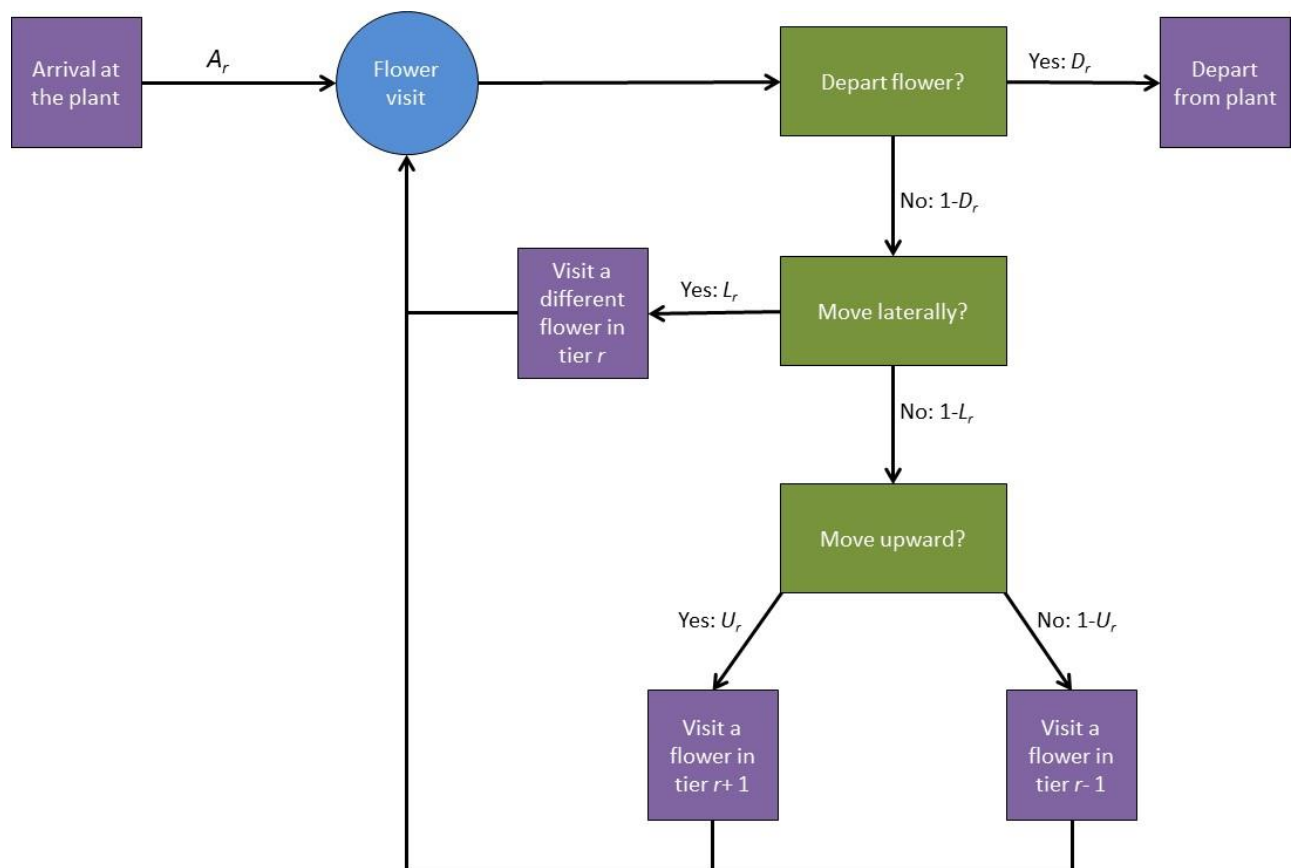 Arrival at
the plant
A_r
Flower
visit
Depart flower?
Yes: D_r
Depart
from plant
No: 1-D_r
Visit a
different
flower in
tier r
Yes: L_r
Move laterally?
No: 1-L_r
Move upward?
Yes: U_r
No: 1-U_r
Visit a
flower in
tier r+ 1
Visit a
flower in
tier r- 1